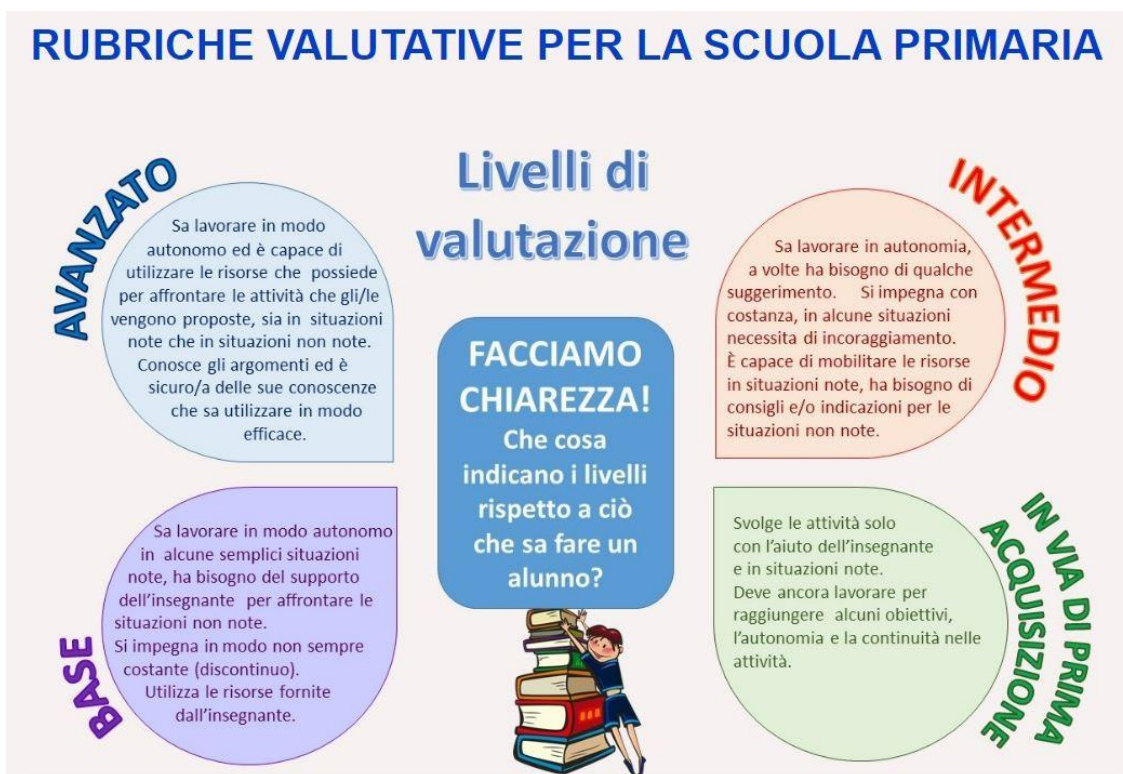 RUBRICHE VALUTATIVE PER LA SCUOLA PRIMARIA
Livelli di
valutazione
AVANZATO
Sa lavorare in modo
autonomo ed è capace di
utilizzare le risorse che possiede
per affrontare le attività che gli/le
vengono proposte, sia in situazioni
note che in situazioni non note.
Conosce gli argomenti ed è
sicuro/a delle sue conoscenze
che sa utilizzare in modo
efficace.
INTERMEDIO
Sa lavorare in autonomia,
a volte ha bisogno di qualche
suggerimento. Si impegna con
costanza, in alcune situazioni
necessita di incoraggiamento.
È capace di mobilitare le risorse
in situazioni note, ha bisogno di
consigli e/o indicazioni per le
situazioni non note.
FACCIAMO
CHIAREZZA!
Che cosa
indicano i livelli
rispetto a ciò
che sa fare un
alunno?
BASE
Sa lavorare in modo autonomo
in alcune semplici situazioni
note, ha bisogno del supporto
dell'insegnante per affrontare le
situazioni non note.
Si impegna in modo non sempre
costante (discontinuo).
Utilizza le risorse fornite
dall'insegnante.
IN VIA DI PRIMA
ACQUISIZIONE
Svolge le attività solo
con l'aiuto dell'insegnante
e in situazioni note.
Deve ancora lavorare per
raggiungere alcuni obiettivi,
l'autonomia e la continuità nelle
attività.